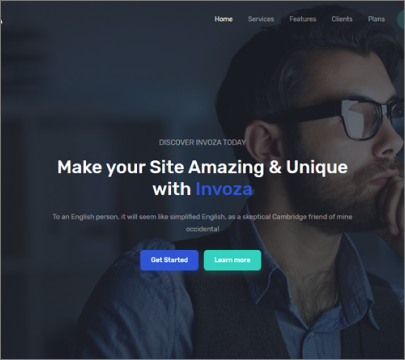 Home Services Features Clients Plans
DISCOVER INVOZA TODAY
Make your Site Amazing & Unique
with Invoza
To an English person, it will seem like simplified English, as a skeptical Cambridge friend of mine
occidental
Get Started Learn more